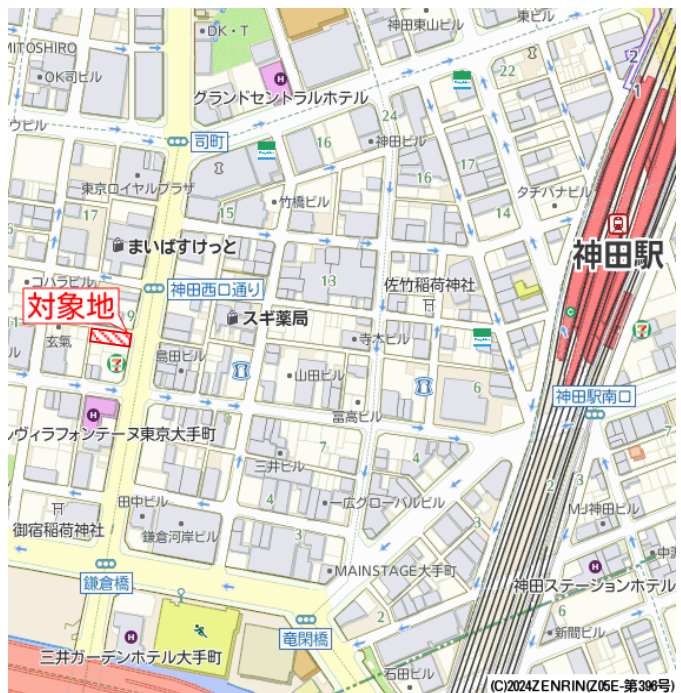 DK・T
神田東山ビル
東ビル
MITOSHIRO
OK司ビル
グランドセントラルホテル
22
2
1
ウビル
司町
24
神田ビル
16
16
17
東京ロイヤルプラザ
竹橋ビル
タチバナビル
17
15
14
まいばすけっと
神田駅
コハラビル
神田西口通り
13
佐竹稲荷神社
対象地
9
スギ薬局
11
玄氣
寺本ビル
島田ビル
山田ビル
6
神田駅南口
富高ビル
ルヴィラフォンテーヌ東京大手町
7
4
7
三井ビル
2
3
田中ビル
4
一広グローバルビル
MJ神田ビル
御宿稲荷神社
鎌倉河岸ビル
3
3
中
MAINSTAGE大手町
鎌倉橋
神田ステーションホテル
2
6
竜閑橋
新聞ビル
三井ガーデンホテル大手町
石田ビル
(C)2024ZENRIN(Z05E-第396号)